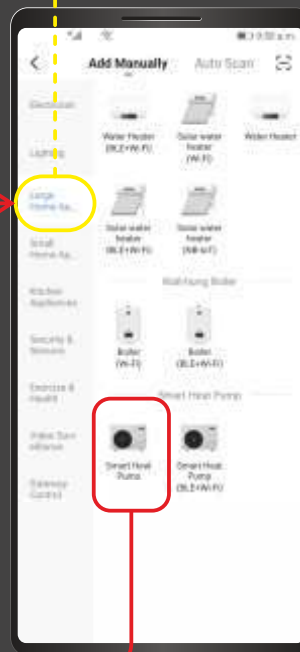 9:50 a.m
Add Manually
Auto Scan
Electrician
Lighting
Large
Home Ap...
Small
Home Ap...
Kitchen
Appliances
Security &
Sensors
Exercise &
Health
Video Surv
eillance
Gateway
Control
Water Heater
(BLE+Wi-Fi)
Solar water
heater
(Wi-Fi)
Water Heater
Solar water
heater
(BLE+Wi-Fi)
Solar water
heater
(NB-IoT)
Wall-Hung Boiler
Boiler
(Wi-Fi)
Boiler
(BLE+Wi-Fi)
Smart Heat Pump
Smart Heat
Pump
Smart Heat
Pump
(BLE+Wi-Fi)